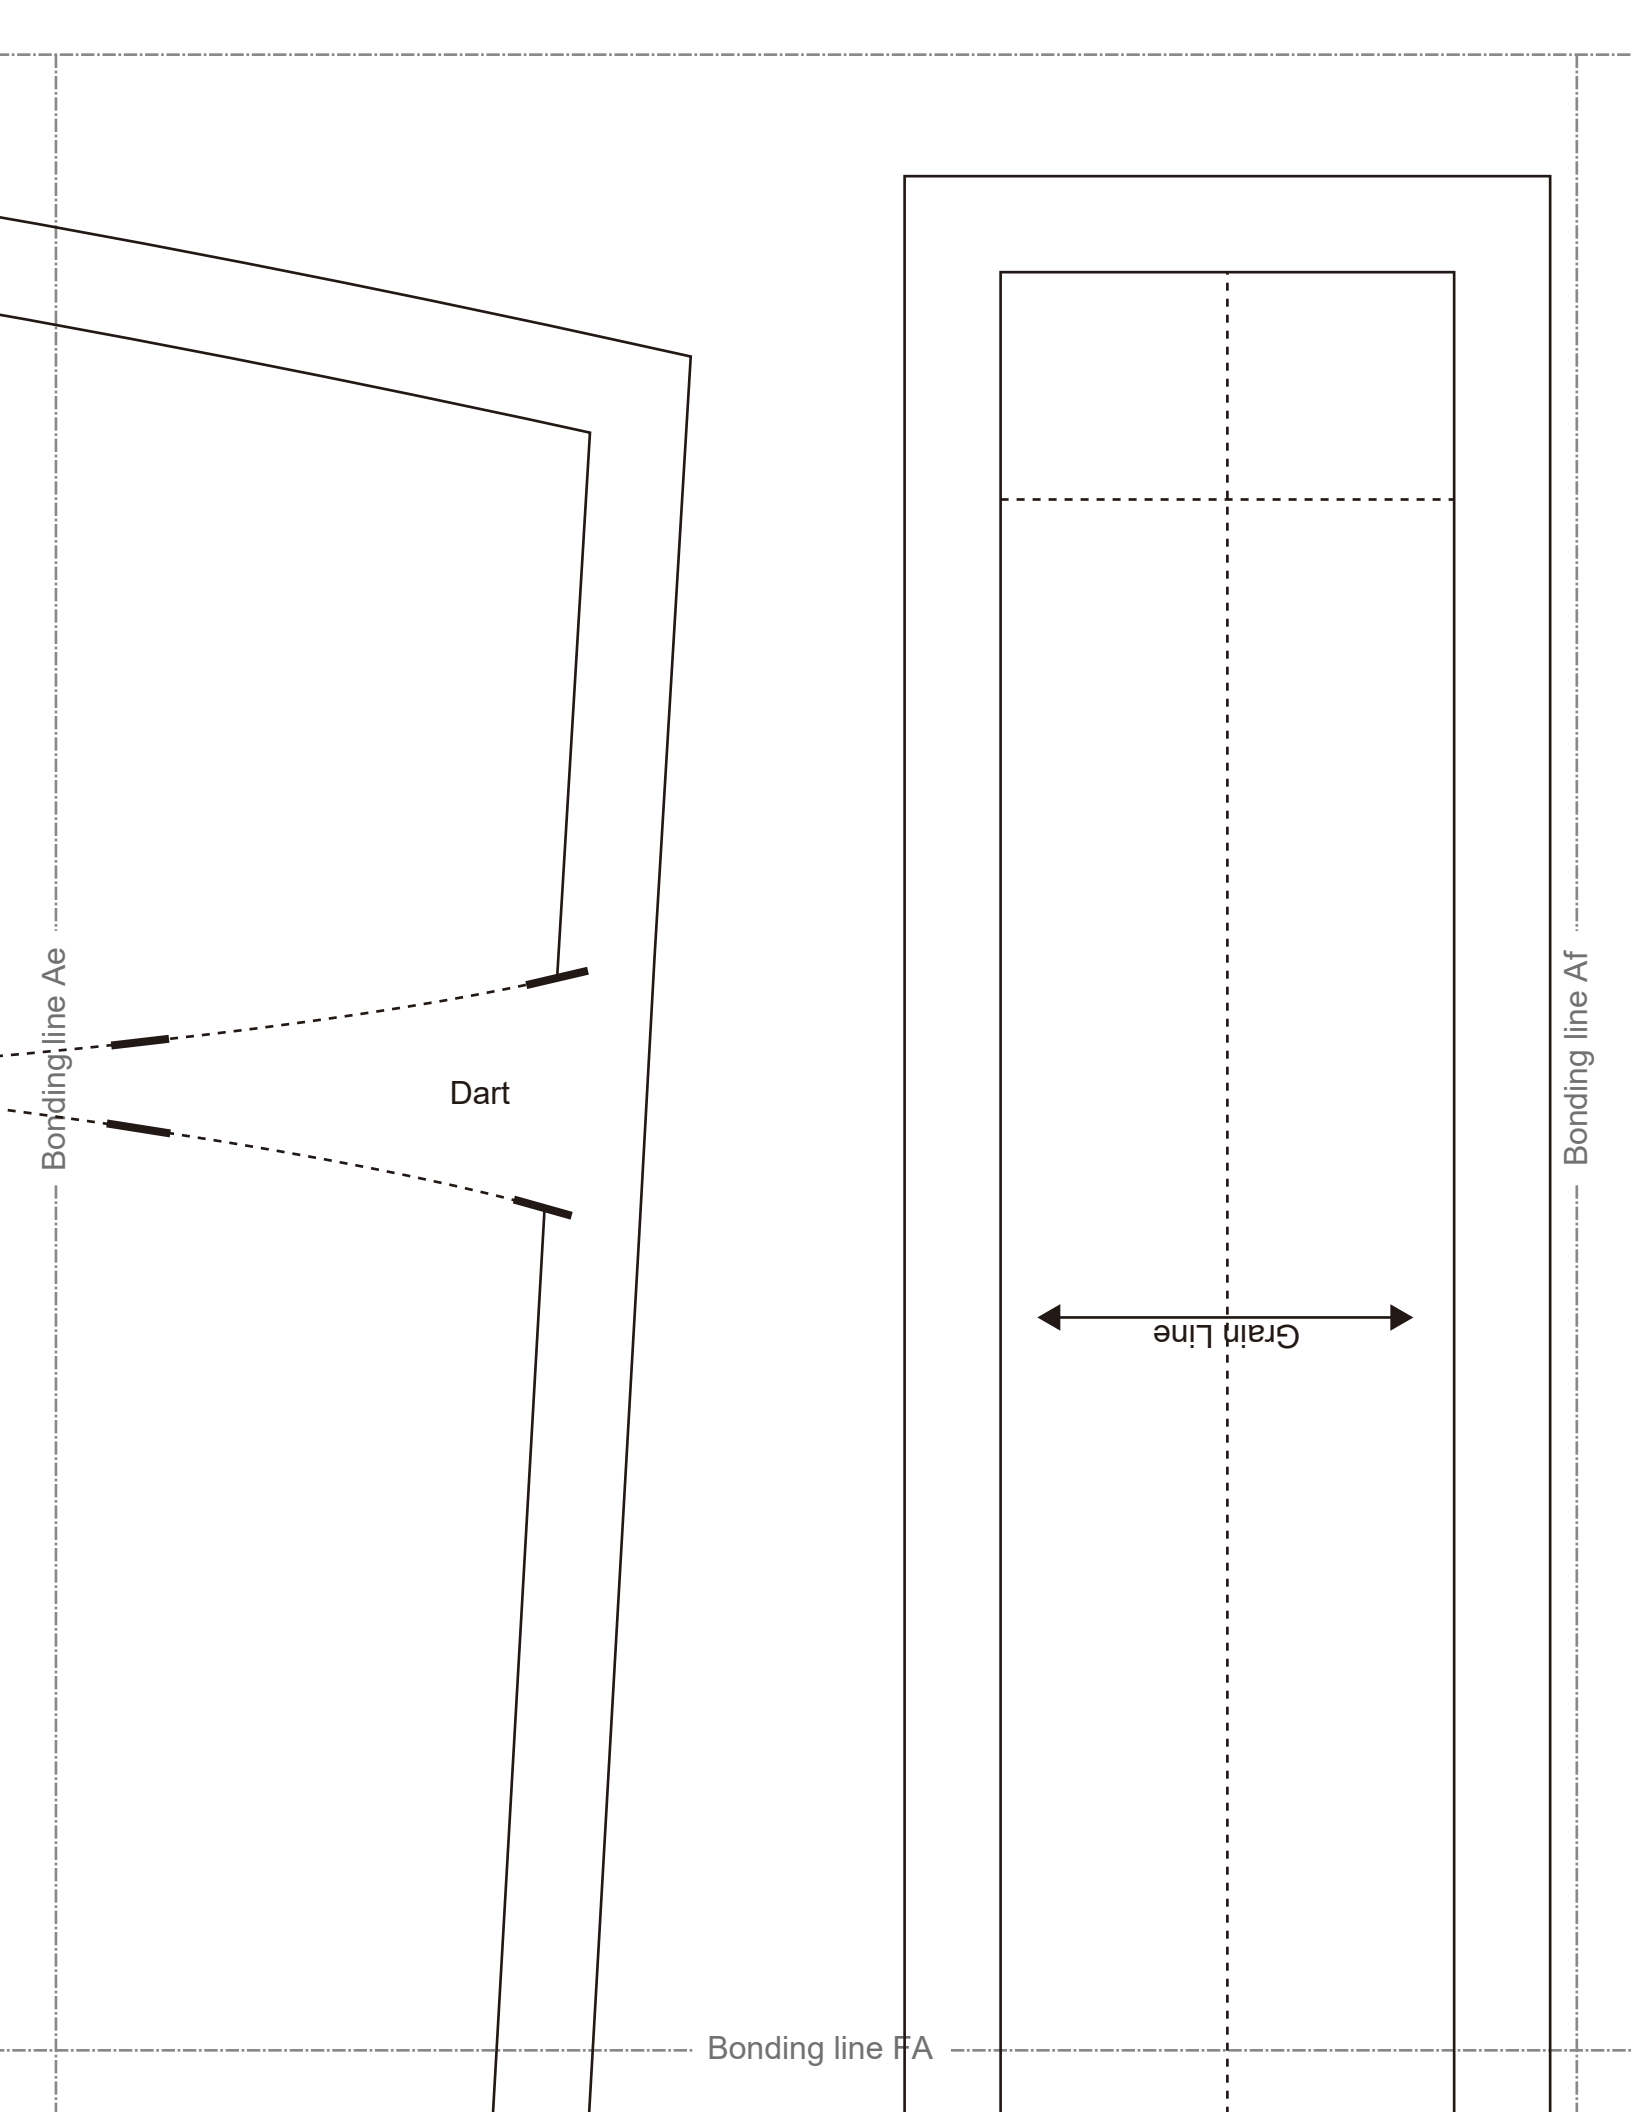 Bonding line Ae
Bonding line Af
Dart
Grain Line
Bonding line FA